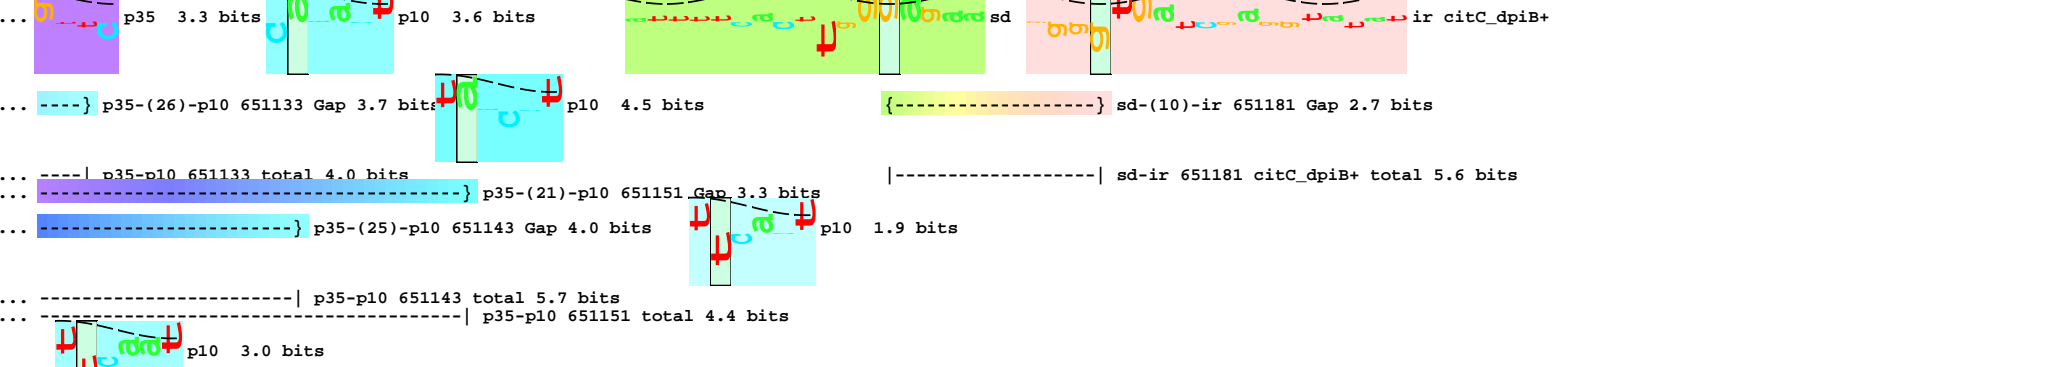 ... p35 3.3 bits p10 3.6 bits sd ir citC_dpiB+
... ----} p35-(26)-p10 651133 Gap 3.7 bits p10 4.5 bits {-------------------} sd-(10)-ir 651181 Gap 2.7 bits
... ----| p35-p10 651133 total 4.0 bits |-------------------| sd-ir 651181 citC_dpiB+ total 5.6 bits
... ----------------------------------------} p35-(21)-p10 651151 Gap 3.3 bits
... ------------------------} p35-(25)-p10 651143 Gap 4.0 bits p10 1.9 bits
... ------------------------| p35-p10 651143 total 5.7 bits
... ----------------------------------------| p35-p10 651151 total 4.4 bits
p10 3.0 bits